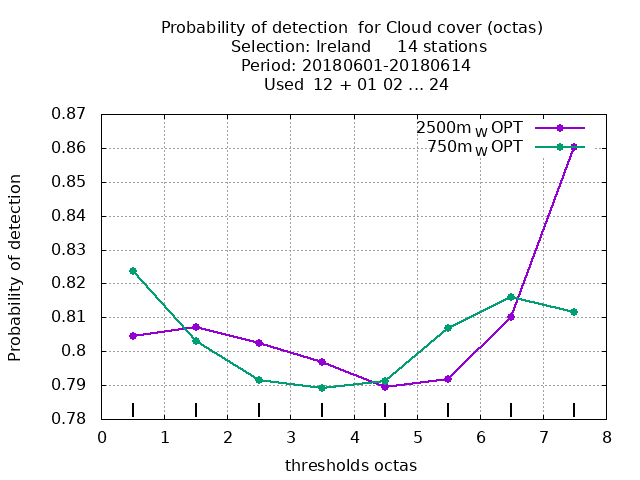 Probability of detection  for Cloud cover (octas)
Selection: Ireland     14 stations
Period: 20180601-20180614
Used  12 + 01 02 ... 24
0.87
0.86
0.85
0.84
0.83
0.82
0.81
0.8
0.79
0.78
Probability of detection
2500m W OPT
750m W OPT
0 1 2 3 4 5 6 7 8
thresholds octas